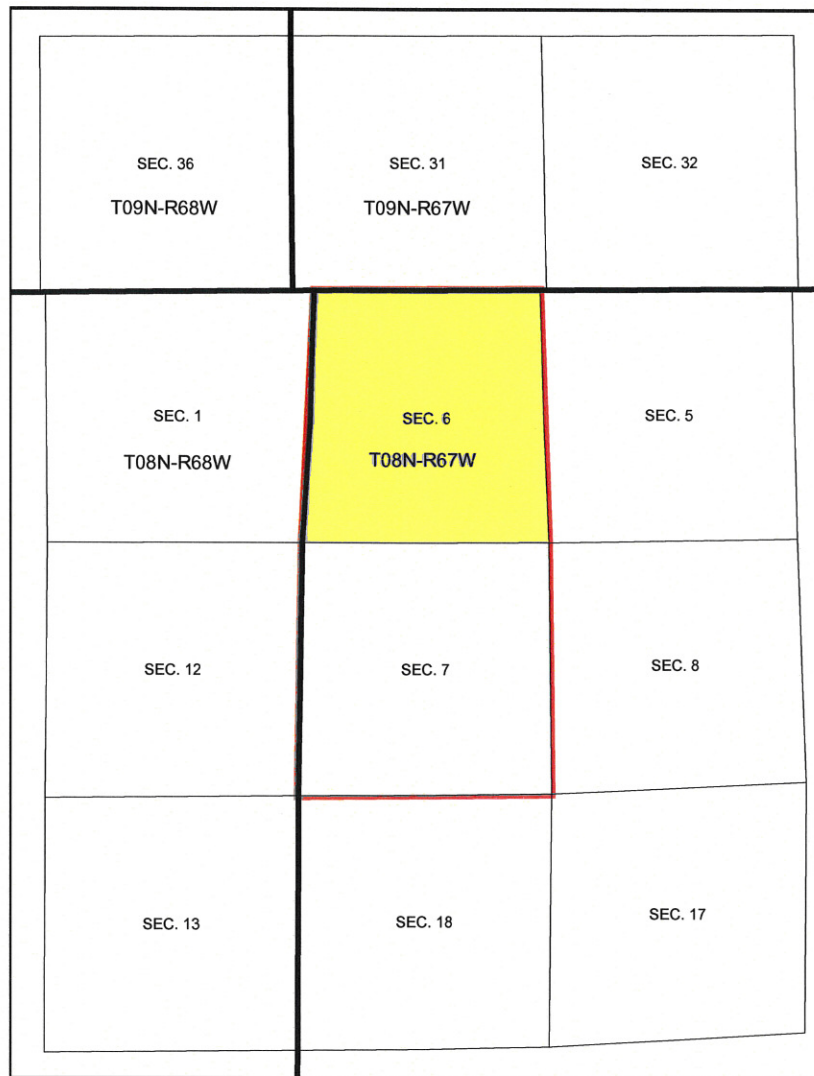 SEC. 36
T09N-R68W
SEC. 31
T09N-R67W
SEC. 32
SEC. 1
T08N-R68W
SEC. 6
T08N-R67W
SEC. 5
SEC. 12
SEC. 7
SEC. 8
SEC. 13
SEC. 18
SEC. 17